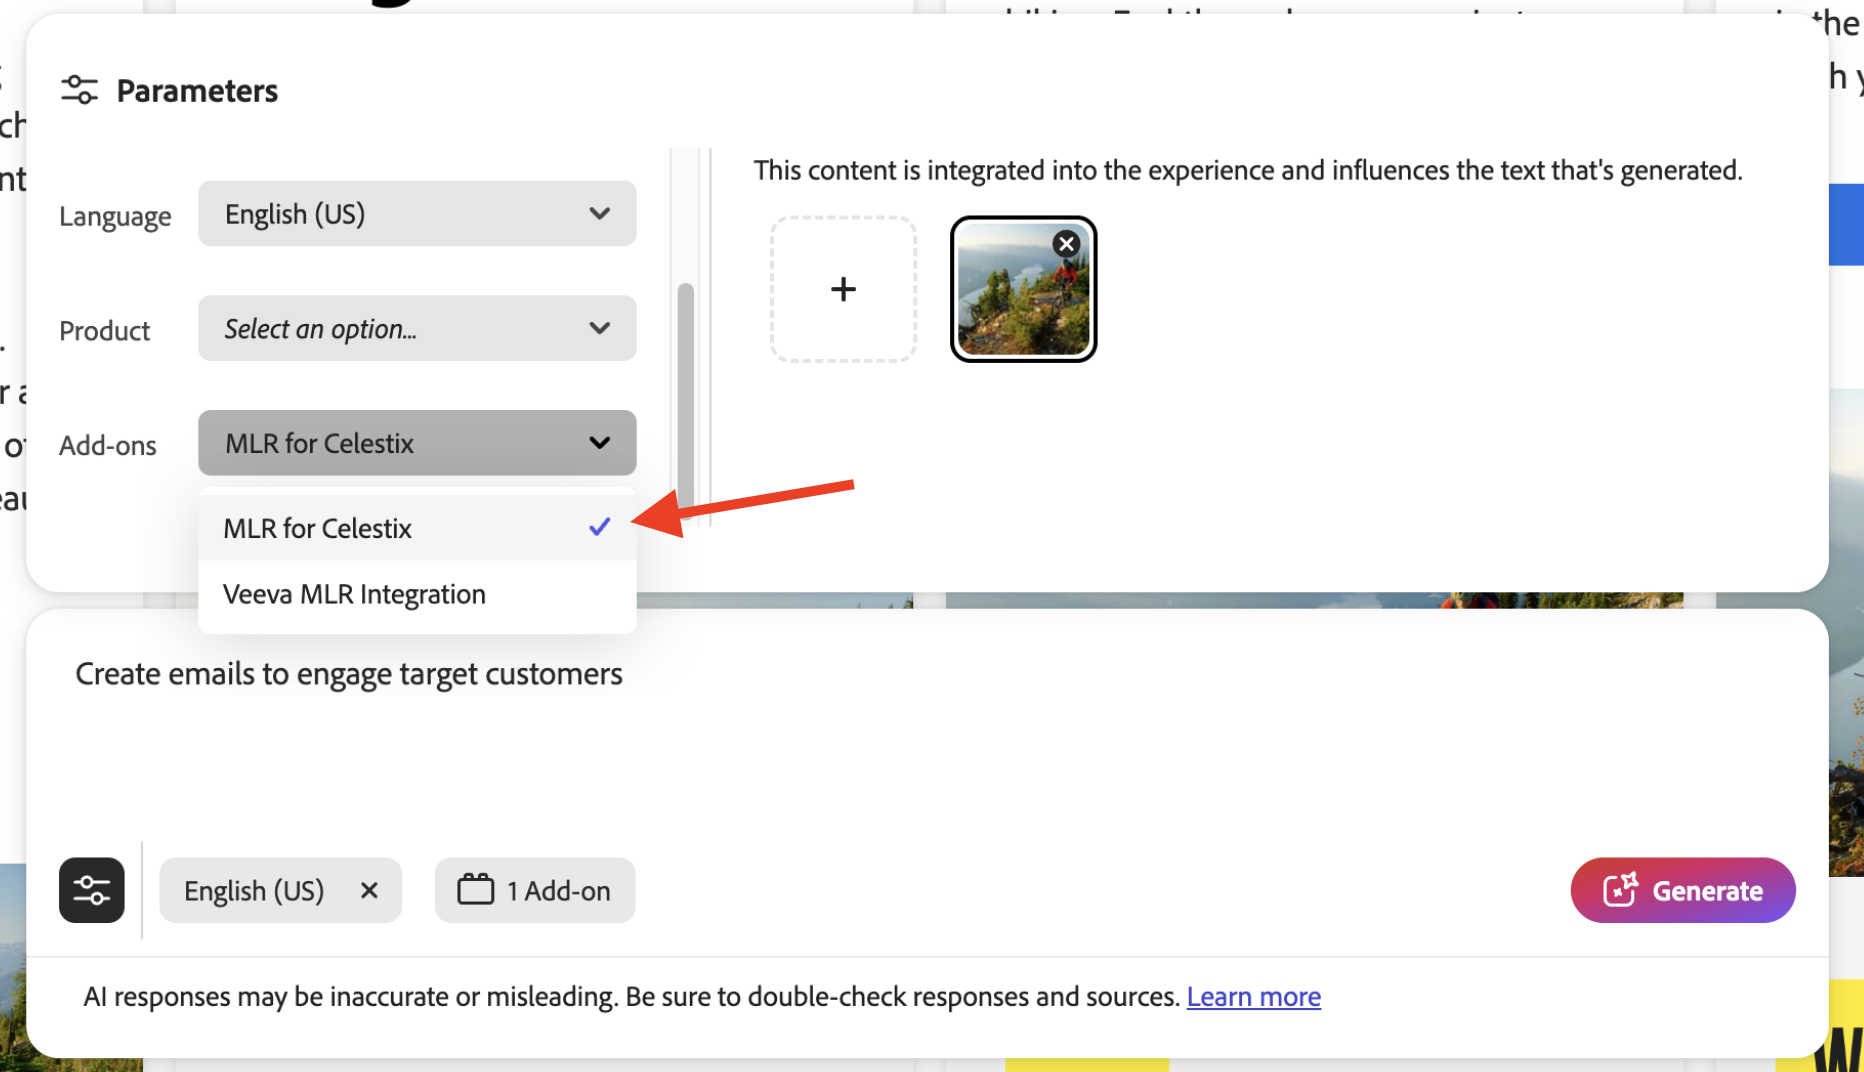 Parameters
This content is integrated into the experience and influences the text that's generated.
Language
English (US)
Product
Select an option...
Add-ons
MLR for Celestix
MLR for Celestix
Veeva MLR Integration
Create emails to engage target customers
English (US)
1 Add-on
Generate
AI responses may be inaccurate or misleading. Be sure to double-check responses and sources. Learn more